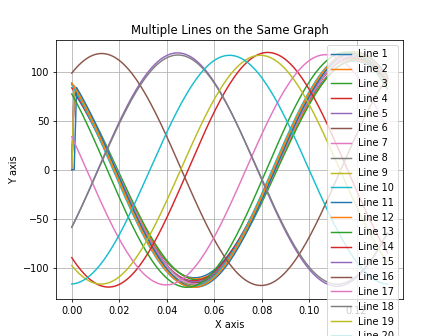 Multiple Lines on the Same Graph
Y axis
100
50
0
−50
−100
0.00
0.02
0.04
0.06
0.08
0.10
X axis
Line 1
Line 2
Line 3
Line 4
Line 5
Line 6
Line 7
Line 8
Line 9
Line 10
Line 11
Line 12
Line 13
Line 14
Line 15
Line 16
Line 17
Line 18
Line 19
Line 20